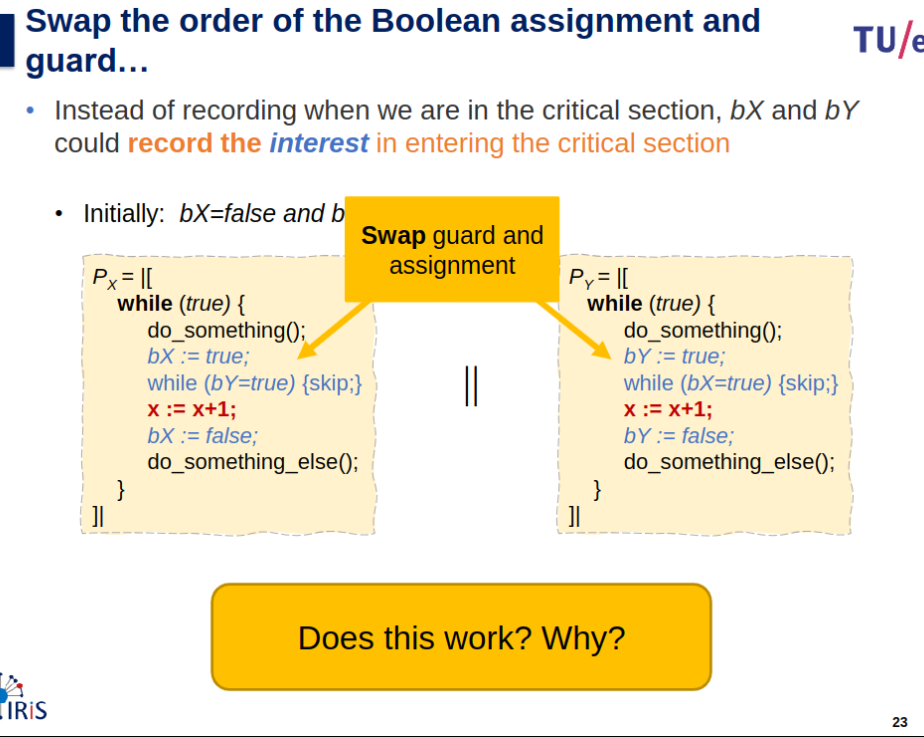 Swap the order of the Boolean assignment and
guard…
TU/e
• Instead of recording when we are in the critical section, bX and bY
could record the interest in entering the critical section
• Initially: bX=false and b
Swap guard and
assignment
P_X = |[
while (true) {
do_something();
bX := true;
while (bY=true) {skip;}
x := x+1;
bX := false;
do_something_else();
}
]|
||
P_Y = |[
while (true) {
do_something();
bY := true;
while (bX=true) {skip;}
x := x+1;
bY := false;
do_something_else();
}
]|
Does this work? Why?
IRiS
23